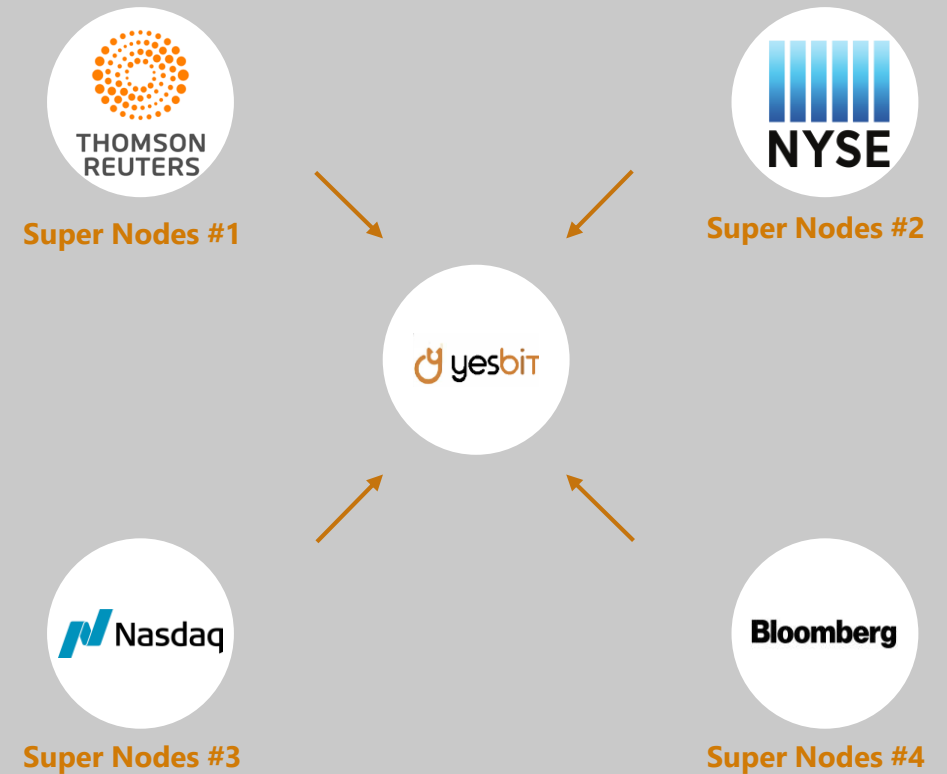 THOMSON
REUTERS
NYSE
Super Nodes #1
Super Nodes #2
yesbit
Nasdaq
Bloomberg
Super Nodes #3
Super Nodes #4